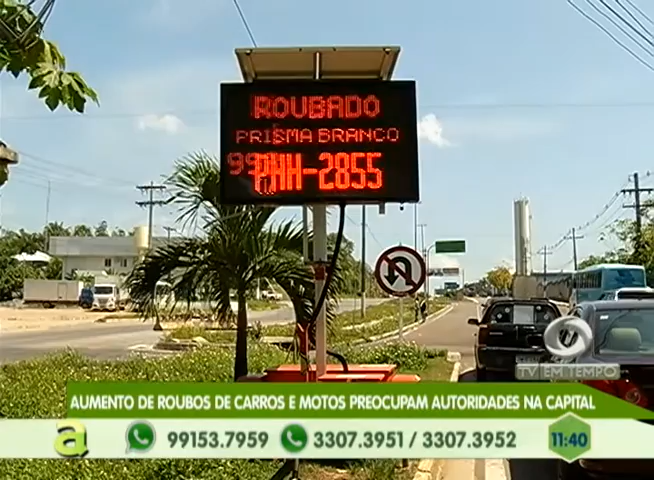 ROUBADO
PRISMA BRANCO
PHH-2855
TV EM TEMPO
AUMENTO DE ROUBOS DE CARROS E MOTOS PREOCUPAM AUTORIDADES NA CAPITAL
a 99153.7959 3307.3951 / 3307.3952 11:40